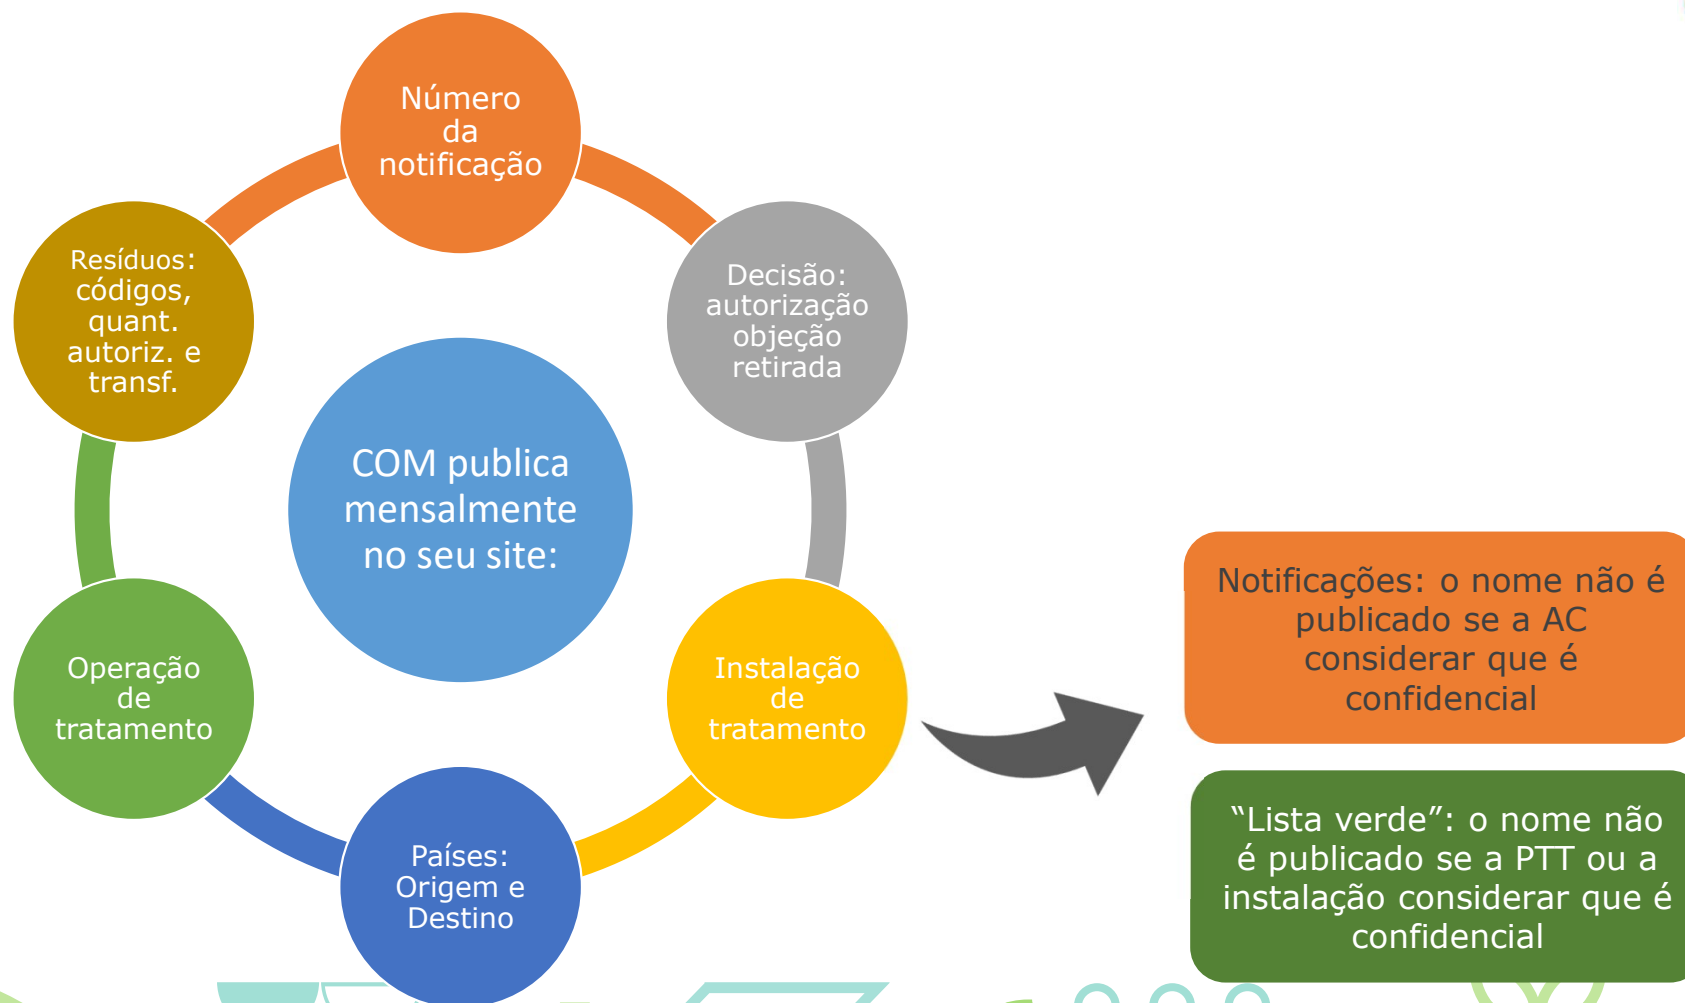 Número
da
notificação
Decisão:
autorização
objeção
retirada
Instalação
de
tratamento
Países:
Origem e
Destino
Operação
de
tratamento
Resíduos:
códigos,
quant.
autoriz. e
transf.
COM publica
mensalmente
no seu site:
Notificações: o nome não é
publicado se a AC
considerar que é
confidencial
“Lista verde”: o nome não
é publicado se a PTT ou a
instalação considerar que é
confidencial